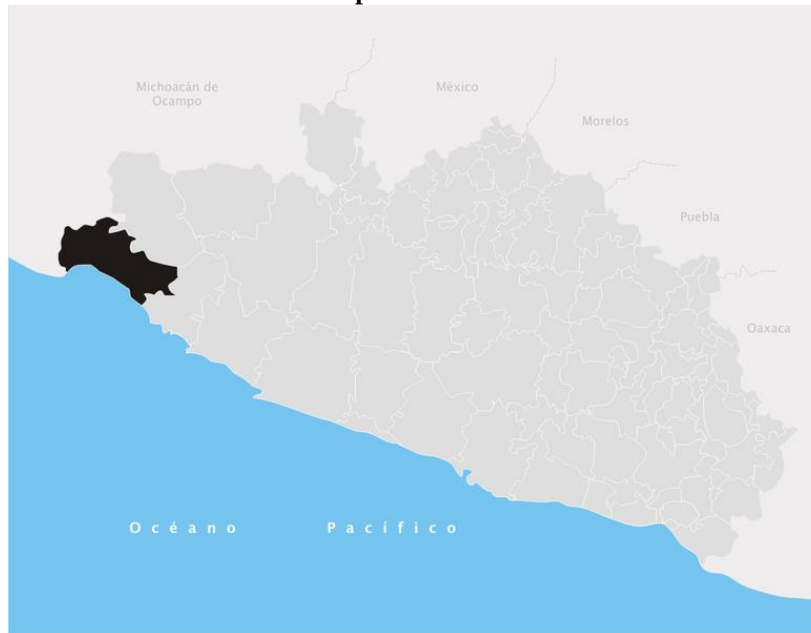 Michoacán de
Ocampo
México
Morelos
Puebla
Oaxaca
Océano Pacífico